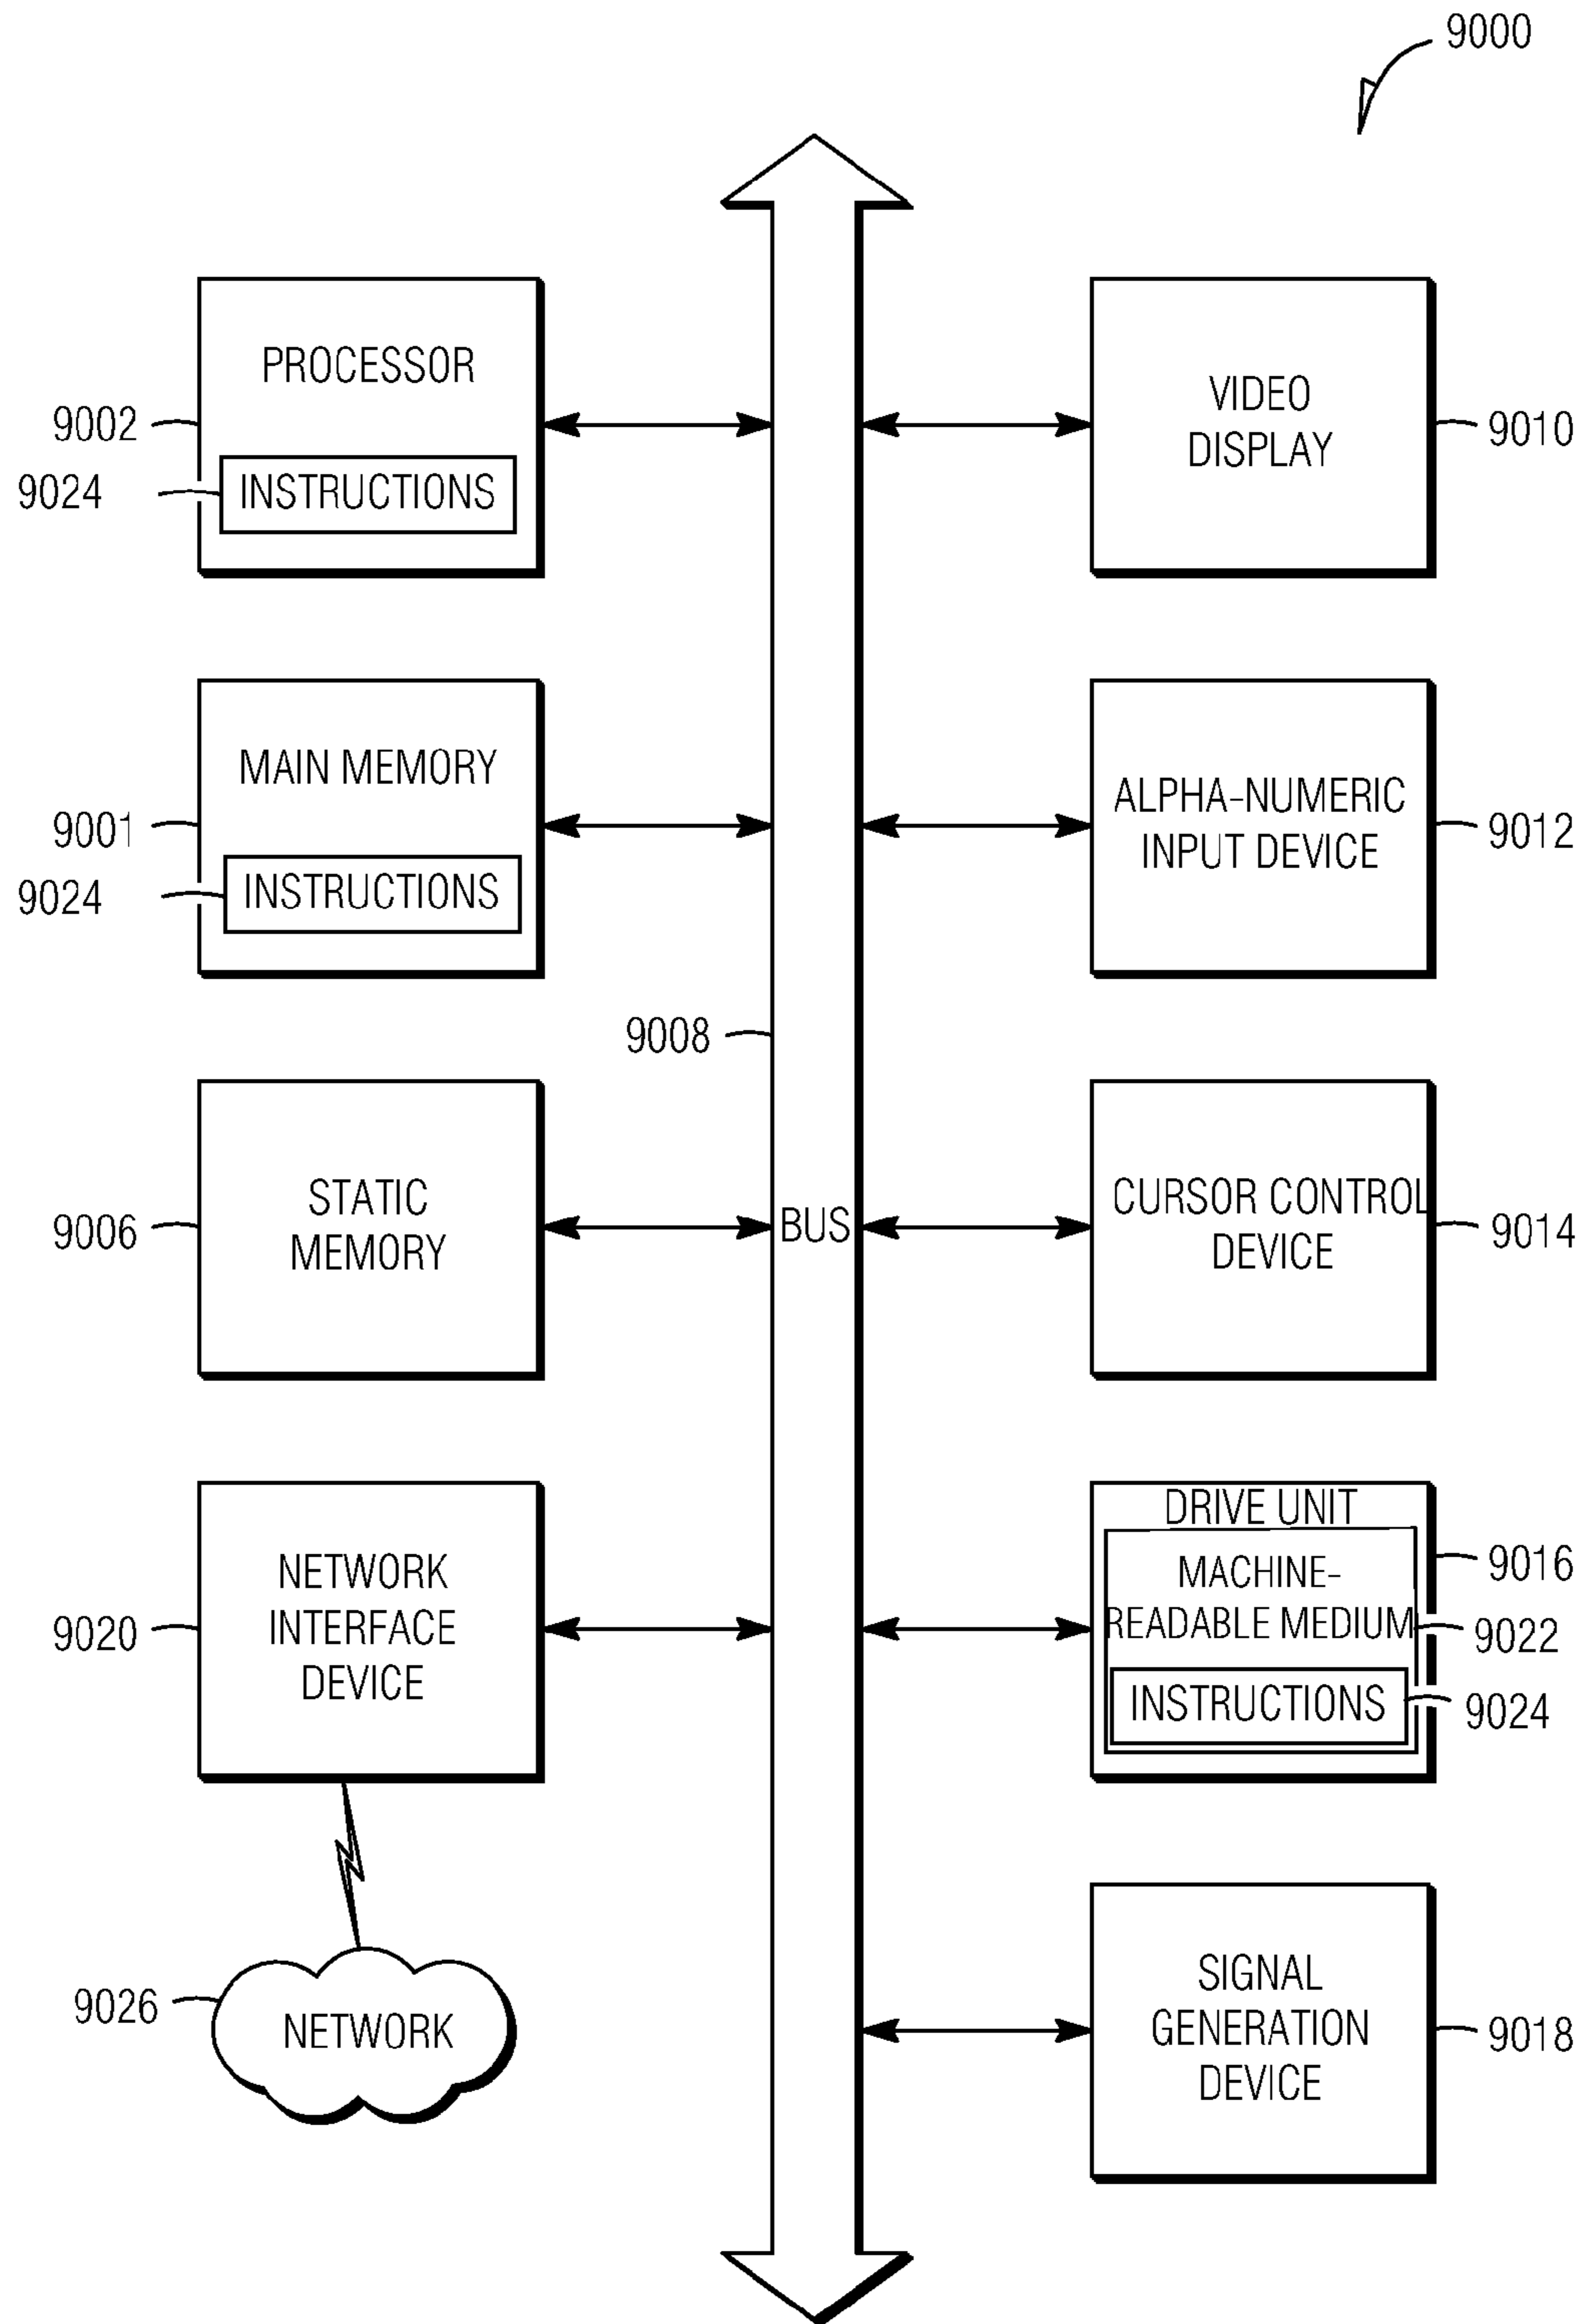 9000
PROCESSOR
9002
9024
INSTRUCTIONS
VIDEO
DISPLAY
9010
MAIN MEMORY
9001
9024
INSTRUCTIONS
ALPHA-NUMERIC
INPUT DEVICE
9012
9008
STATIC
MEMORY
9006
BUS
CURSOR CONTROL
DEVICE
9014
NETWORK
INTERFACE
DEVICE
9020
DRIVE UNIT
9016
MACHINE-
READABLE MEDIUM
9022
INSTRUCTIONS
9024
9026
NETWORK
SIGNAL
GENERATION
DEVICE
9018